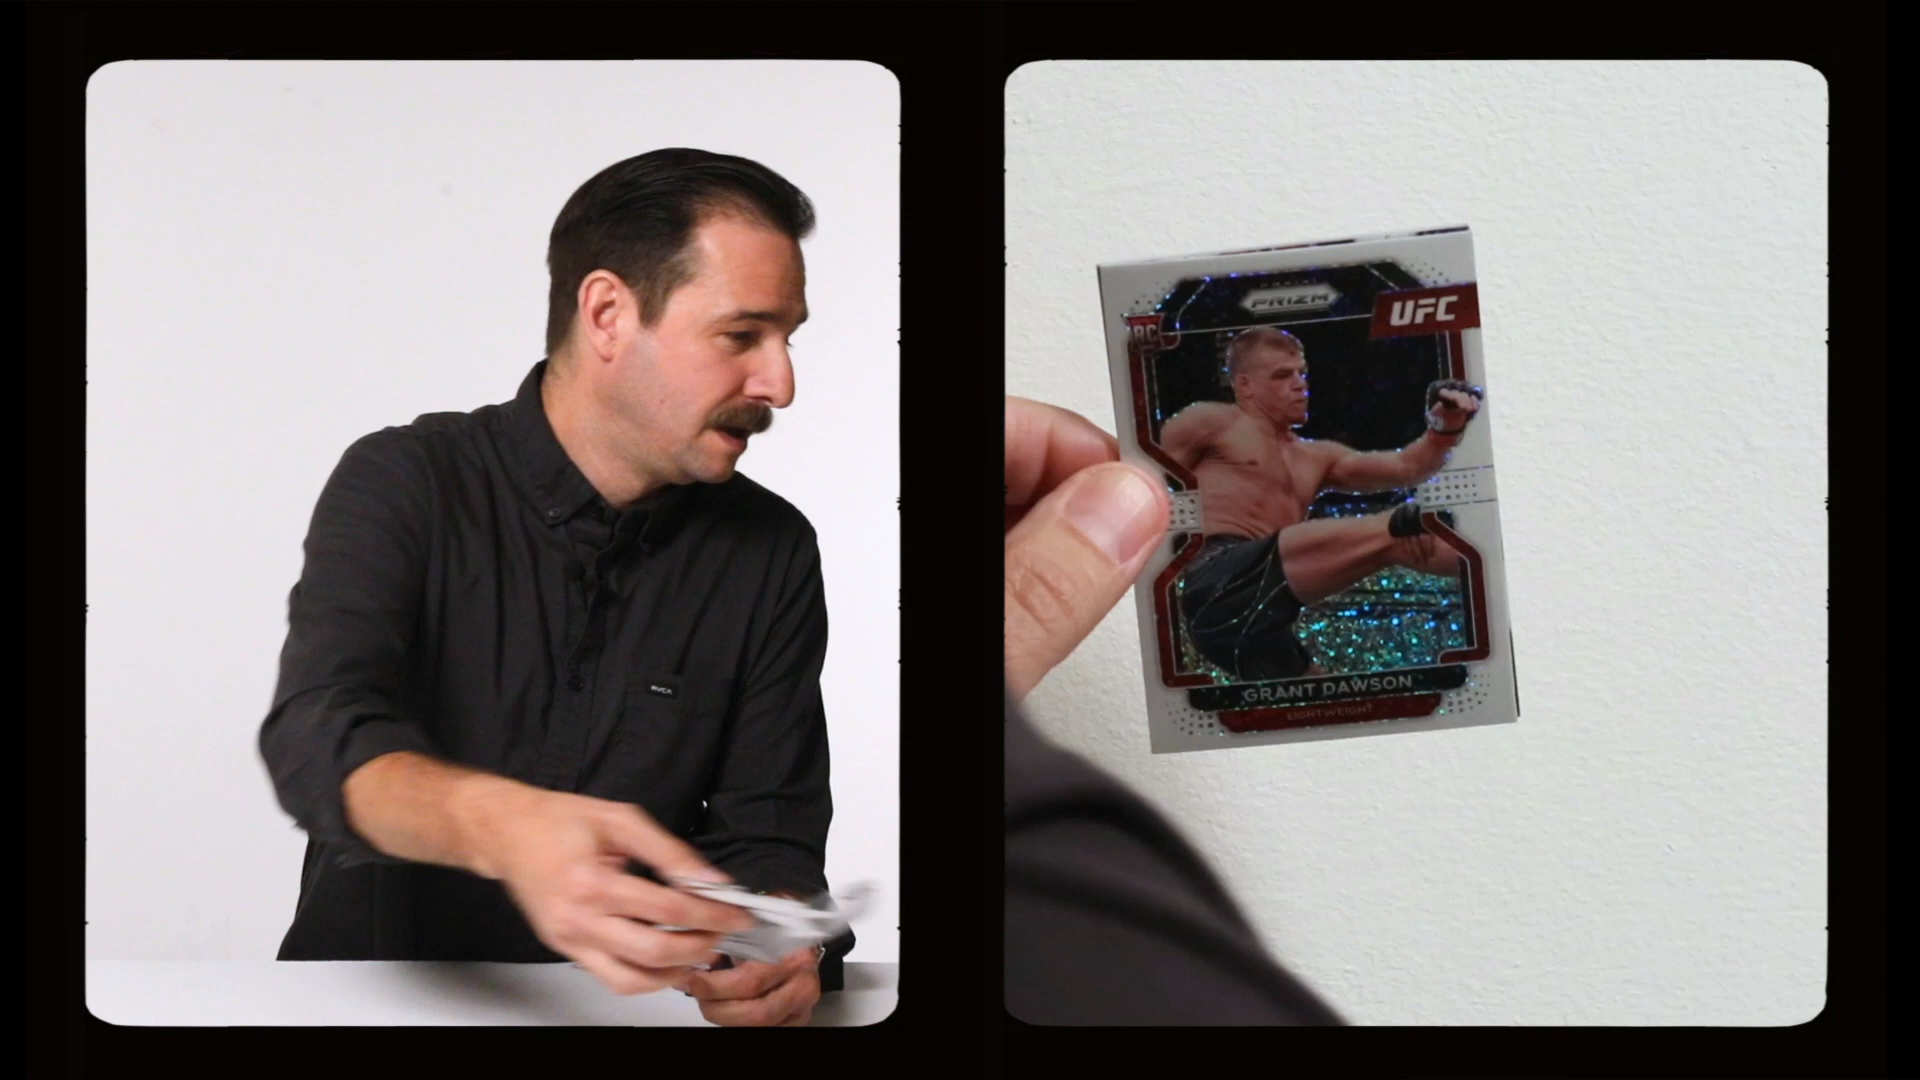 RVCA
PANINI
PRIZM
UFC
RC
GRANT DAWSON
LIGHTWEIGHT